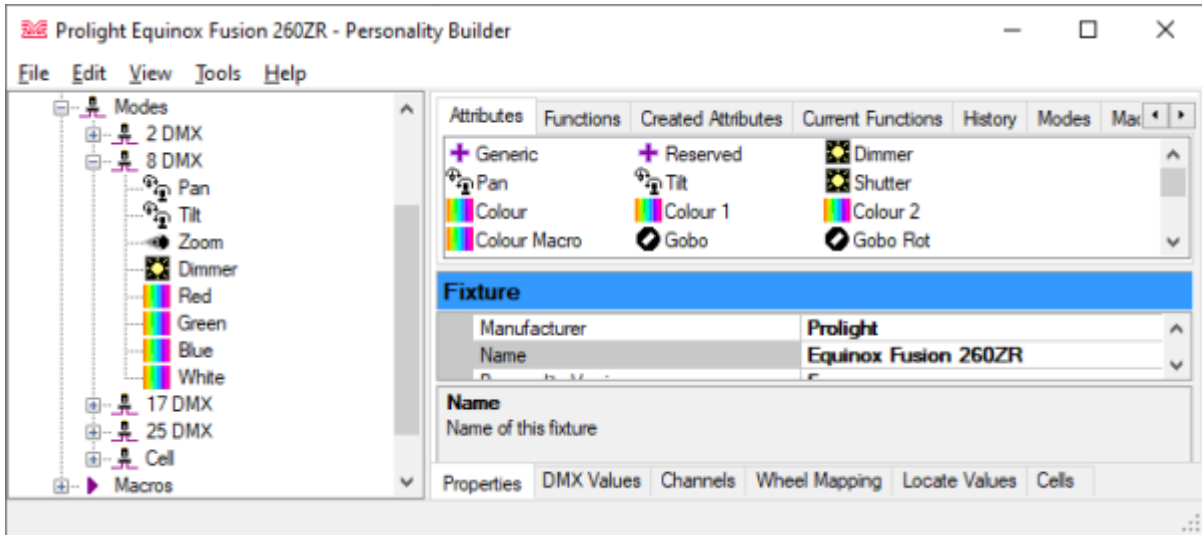 Prolight Equinox Fusion 260ZR - Personality Builder
File Edit View Tools Help
Modes
2 DMX
8 DMX
Pan
Tilt
Zoom
Dimmer
Red
Green
Blue
White
17 DMX
25 DMX
Cell
Macros
Attributes Functions Created Attributes Current Functions History Modes
Generic Reserved Dimmer
Pan Tilt Shutter
Colour Colour 1 Colour 2
Colour Macro Gobo Gobo Rot
Fixture
Manufacturer Prolight
Name Equinox Fusion 260ZR
Name
Name of this fixture
Properties DMX Values Channels Wheel Mapping Locate Values Cells